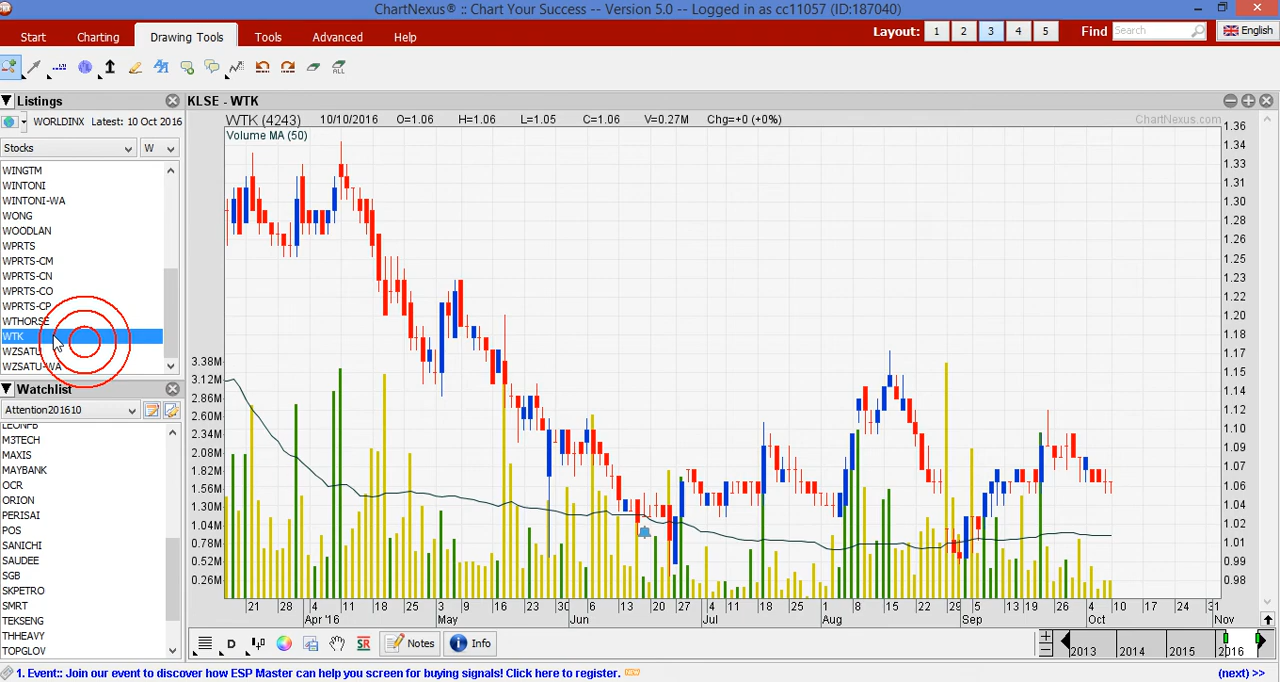 ChartNexus® :: Chart Your Success -- Version 5.0 -- Logged in as cc11057 (ID:187040)
Start Charting Drawing Tools Tools Advanced Help Layout: 1 2 3 4 5 Find Search English
ALL
Listings
WORLDINX Latest: 10 Oct 2016
Stocks W
WINGTM
WINTONI
WINTONI-WA
WONG
WOODLAN
WPRTS
WPRTS-CM
WPRTS-CN
WPRTS-CO
WPRTS-CP
WTHORSE
WTK
WZSATU
WZSATU-WA
Watchlist
Attention201610
LEONFB
M3TECH
MAXIS
MAYBANK
OCR
ORION
PERISAI
POS
SANICHI
SAUDEE
SGB
SKPETRO
SMRT
TEKSENG
THHEAVY
TOPGLOV
KLSE - WTK
WTK (4243) 10/10/2016 O=1.06 H=1.06 L=1.05 C=1.06 V=0.27M Chg=+0 (+0%)
ChartNexus.com
Volume MA (50)
1.36
1.34
1.33
1.31
1.30
1.28
1.26
1.25
1.23
1.22
1.20
1.18
1.17
1.15
1.14
1.12
1.10
1.09
1.07
1.06
1.04
1.02
1.01
0.99
0.98
3.38M
3.12M
2.86M
2.60M
2.34M
2.08M
1.82M
1.56M
1.30M
1.04M
0.78M
0.52M
0.26M
21 28 4 11 18 25 3 9 16 23 30 6 13 20 27 4 11 18 25 1 8 15 22 29 5 13 19 26 4 10 17 24 31
Apr '16 May Jun Jul Aug Sep Oct Nov
D SR Notes Info
2013 2014 2015 2016
1. Event:: Join our event to discover how ESP Master can help you screen for buying signals! Click here to register. NEW (next) >>